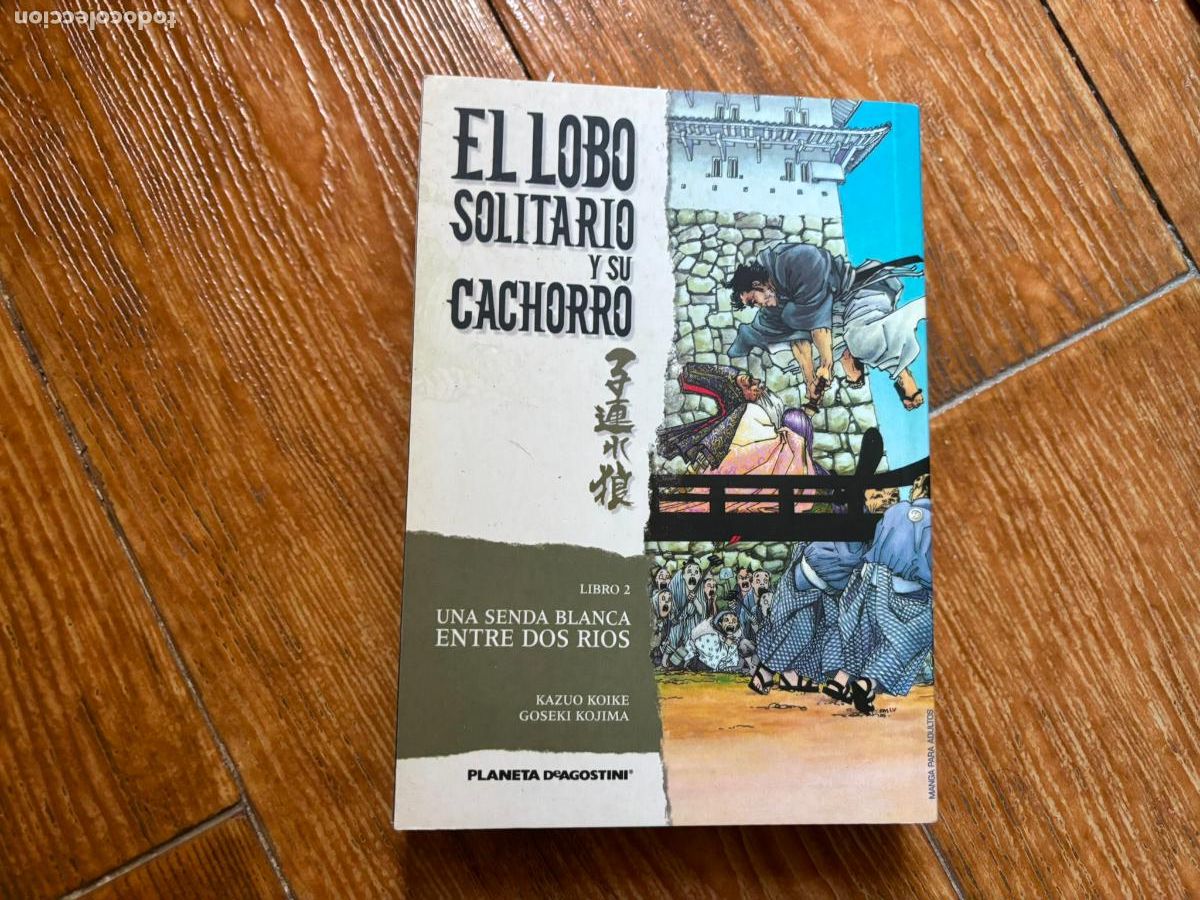 todocoleccion
EL LOBO
SOLITARIO
Y SU
CACHORRO
子連れ狼
LIBRO 2
UNA SENDA BLANCA
ENTRE DOS RIOS
KAZUO KOIKE
GOSEKI KOJIMA
PLANETA DeAGOSTINI®
MANGA PARA ADULTOS